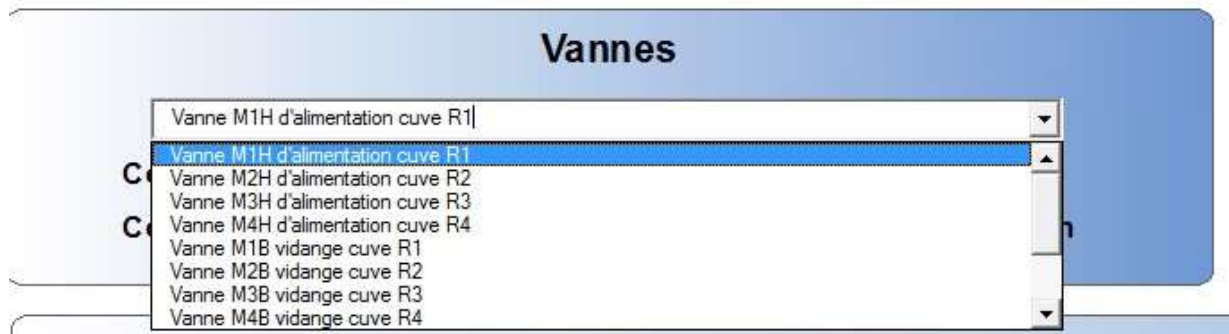 Vannes
Vanne M1H d'alimentation cuve R1
Vanne M1H d'alimentation cuve R1
Vanne M2H d'alimentation cuve R2
Vanne M3H d'alimentation cuve R3
Vanne M4H d'alimentation cuve R4
Vanne M1B vidange cuve R1
Vanne M2B vidange cuve R2
Vanne M3B vidange cuve R3
Vanne M4B vidange cuve R4